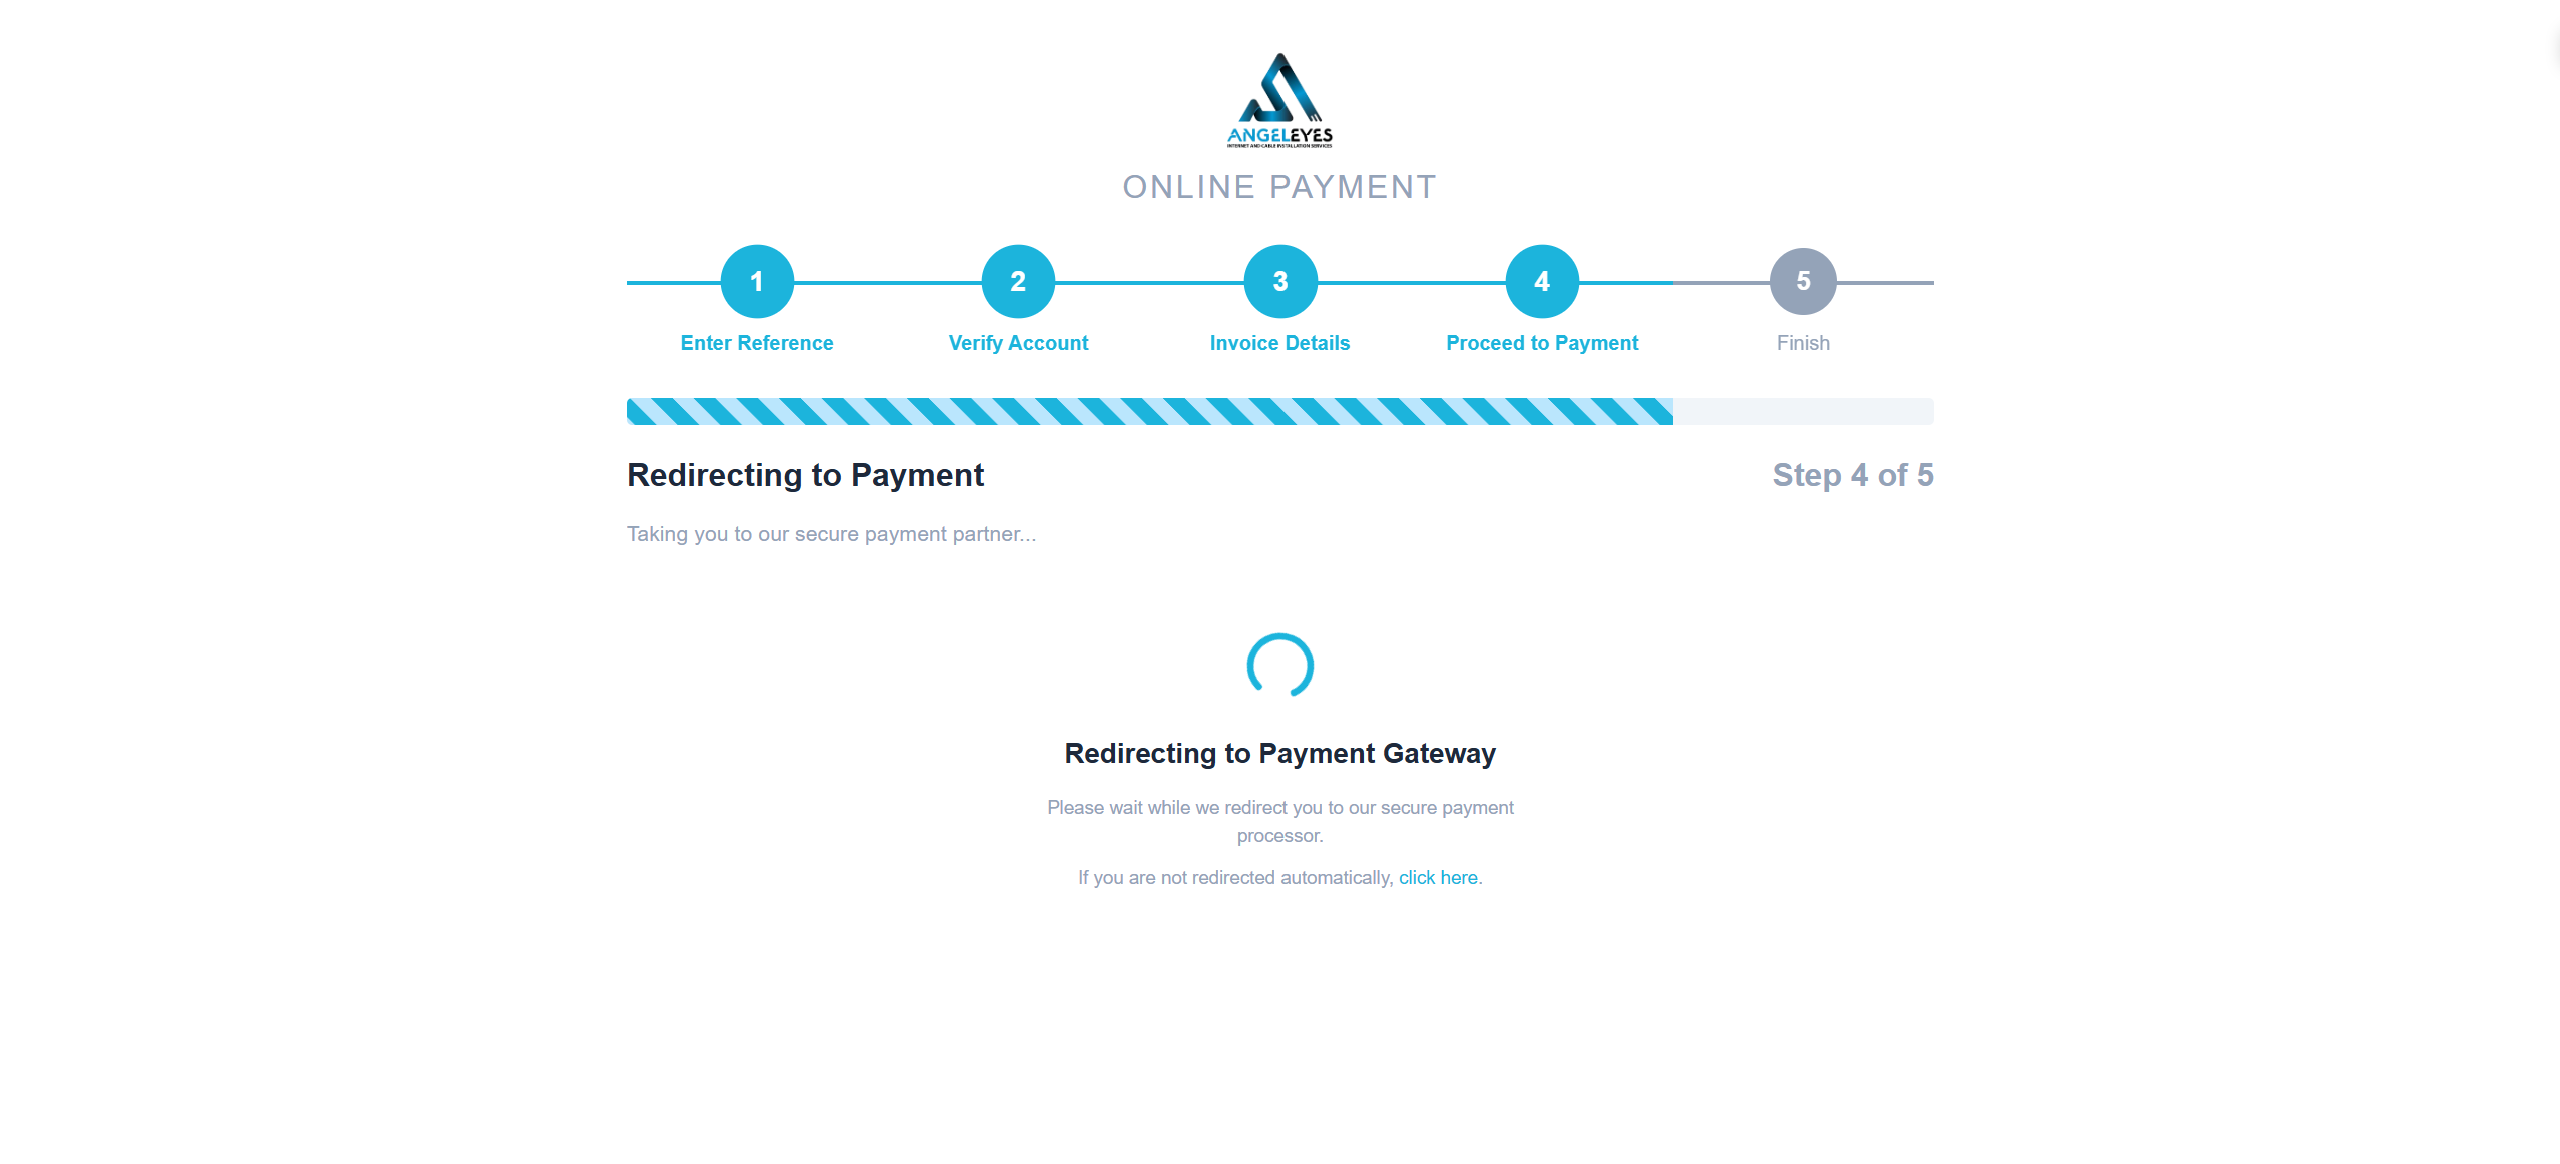 ANGELEYES
INTERNET AND CABLE INSTALLATION SERVICES
ONLINE PAYMENT
1
2
3
4
5
Enter Reference
Verify Account
Invoice Details
Proceed to Payment
Finish
Redirecting to Payment
Step 4 of 5
Taking you to our secure payment partner...
Redirecting to Payment Gateway
Please wait while we redirect you to our secure payment
processor.
If you are not redirected automatically, click here.